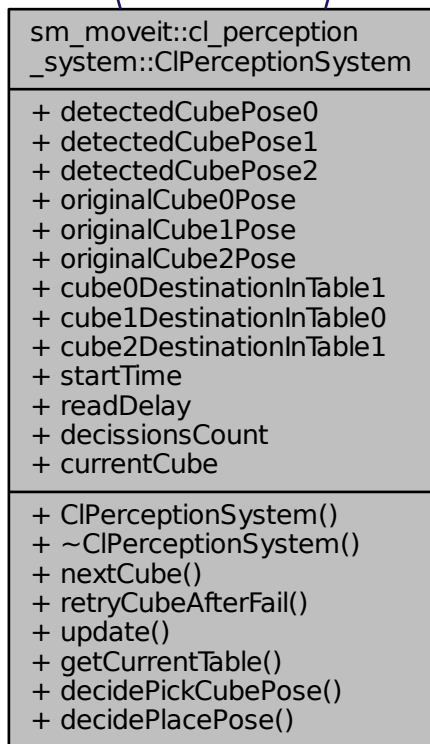 sm_moveit::cl_perception
_system::ClPerceptionSystem
+ detectedCubePose0
+ detectedCubePose1
+ detectedCubePose2
+ originalCube0Pose
+ originalCube1Pose
+ originalCube2Pose
+ cube0DestinationInTable1
+ cube1DestinationInTable0
+ cube2DestinationInTable1
+ startTime
+ readDelay
+ decissionsCount
+ currentCube
+ ClPerceptionSystem()
+ ~ClPerceptionSystem()
+ nextCube()
+ retryCubeAfterFail()
+ update()
+ getCurrentTable()
+ decidePickCubePose()
+ decidePlacePose()